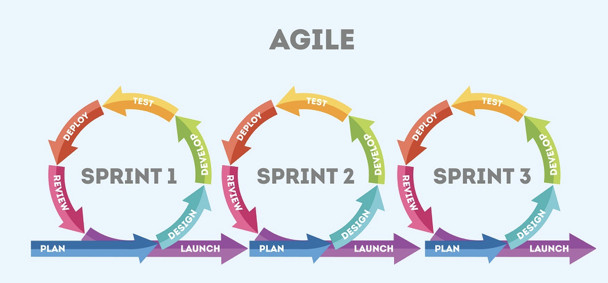 AGILE
SPRINT 1
PLAN
DESIGN
DEVELOP
TEST
DEPLOY
REVIEW
LAUNCH
SPRINT 2
PLAN
DESIGN
DEVELOP
TEST
DEPLOY
REVIEW
LAUNCH
SPRINT 3
PLAN
DESIGN
DEVELOP
TEST
DEPLOY
REVIEW
LAUNCH